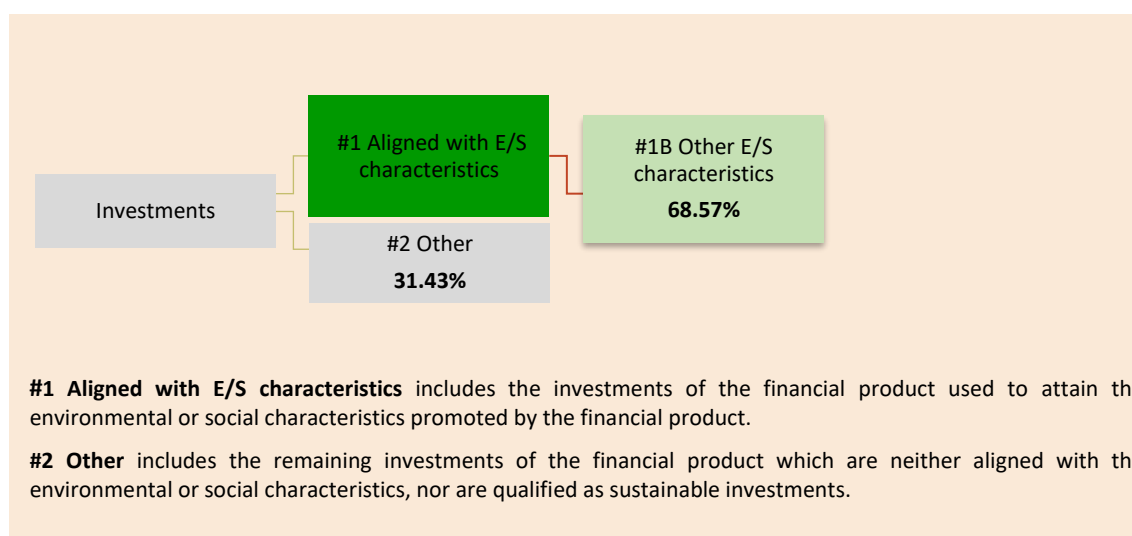 #1 Aligned with E/S
characteristics
#1B Other E/S
characteristics
68.57%
Investments
#2 Other
31.43%
#1 Aligned with E/S characteristics includes the investments of the financial product used to attain th
environmental or social characteristics promoted by the financial product.
#2 Other includes the remaining investments of the financial product which are neither aligned with th
environmental or social characteristics, nor are qualified as sustainable investments.